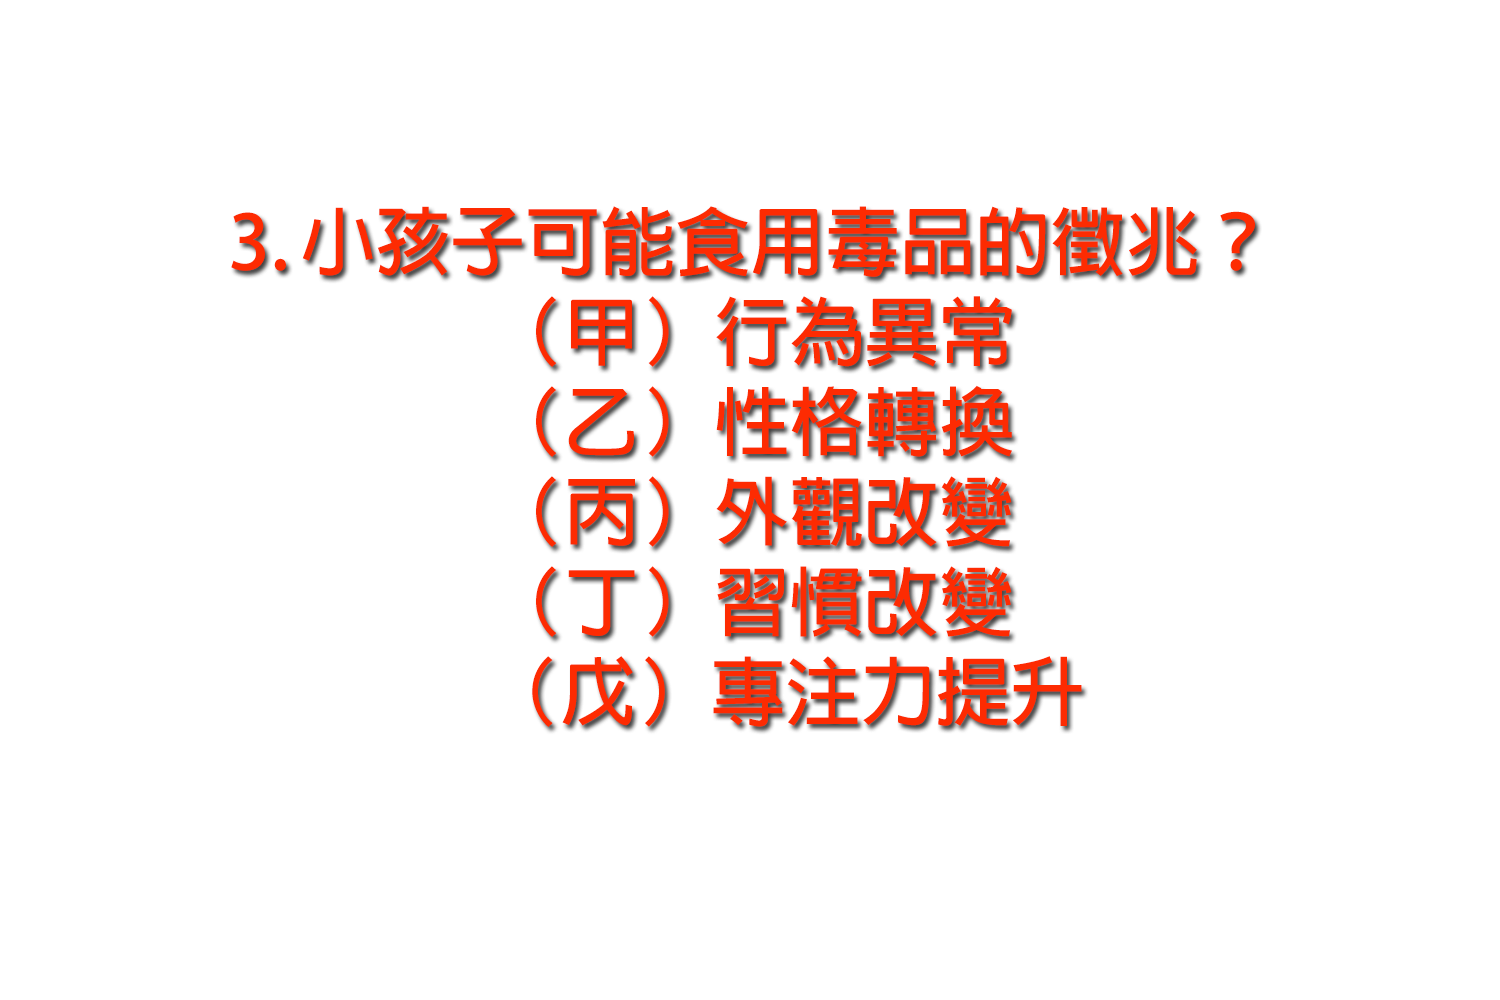 3.小孩子可能食用毒品的徵兆？
（甲）行為異常
（乙）性格轉換
（丙）外觀改變
（丁）習慣改變
（戊）專注力提升